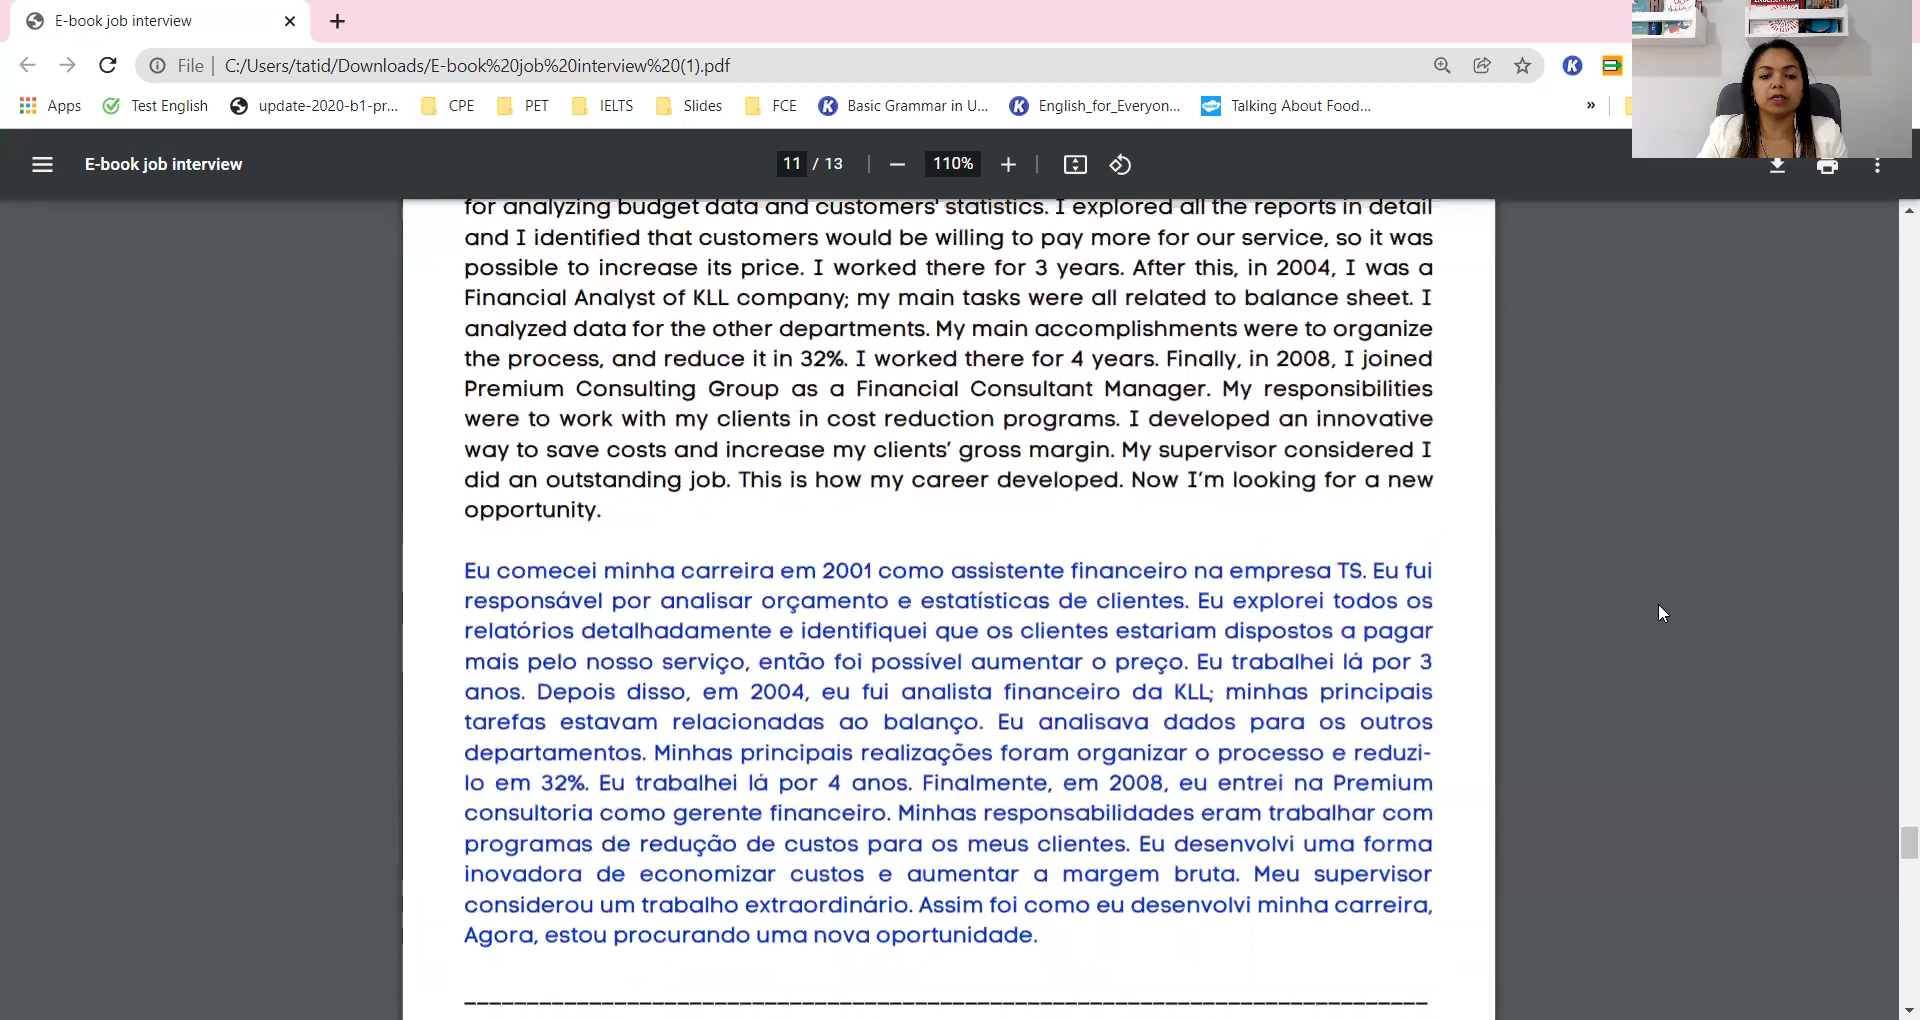 E-book job interview
File
C:/Users/tatid/Downloads/E-book%20job%20interview%20(1).pdf
Apps
Test English
update-2020-b1-pr...
CPE
PET
IELTS
Slides
FCE
Basic Grammar in U...
English_for_Everyon...
Talking About Food...
»
E-book job interview
11 / 13
110%
for analyzing budget data and customers' statistics. I explored all the reports in detail
and I identified that customers would be willing to pay more for our service, so it was
possible to increase its price. I worked there for 3 years. After this, in 2004, I was a
Financial Analyst of KLL company; my main tasks were all related to balance sheet. I
analyzed data for the other departments. My main accomplishments were to organize
the process, and reduce it in 32%. I worked there for 4 years. Finally, in 2008, I joined
Premium Consulting Group as a Financial Consultant Manager. My responsibilities
were to work with my clients in cost reduction programs. I developed an innovative
way to save costs and increase my clients’ gross margin. My supervisor considered I
did an outstanding job. This is how my career developed. Now I’m looking for a new
opportunity.
Eu comecei minha carreira em 2001 como assistente financeiro na empresa TS. Eu fui
responsável por analisar orçamento e estatísticas de clientes. Eu explorei todos os
relatórios detalhadamente e identifiquei que os clientes estariam dispostos a pagar
mais pelo nosso serviço, então foi possível aumentar o preço. Eu trabalhei lá por 3
anos. Depois disso, em 2004, eu fui analista financeiro da KLL; minhas principais
tarefas estavam relacionadas ao balanço. Eu analisava dados para os outros
departamentos. Minhas principais realizações foram organizar o processo e reduzi-
lo em 32%. Eu trabalhei lá por 4 anos. Finalmente, em 2008, eu entrei na Premium
consultoria como gerente financeiro. Minhas responsabilidades eram trabalhar com
programas de redução de custos para os meus clientes. Eu desenvolvi uma forma
inovadora de economizar custos e aumentar a margem bruta. Meu supervisor
considerou um trabalho extraordinário. Assim foi como eu desenvolvi minha carreira,
Agora, estou procurando uma nova oportunidade.